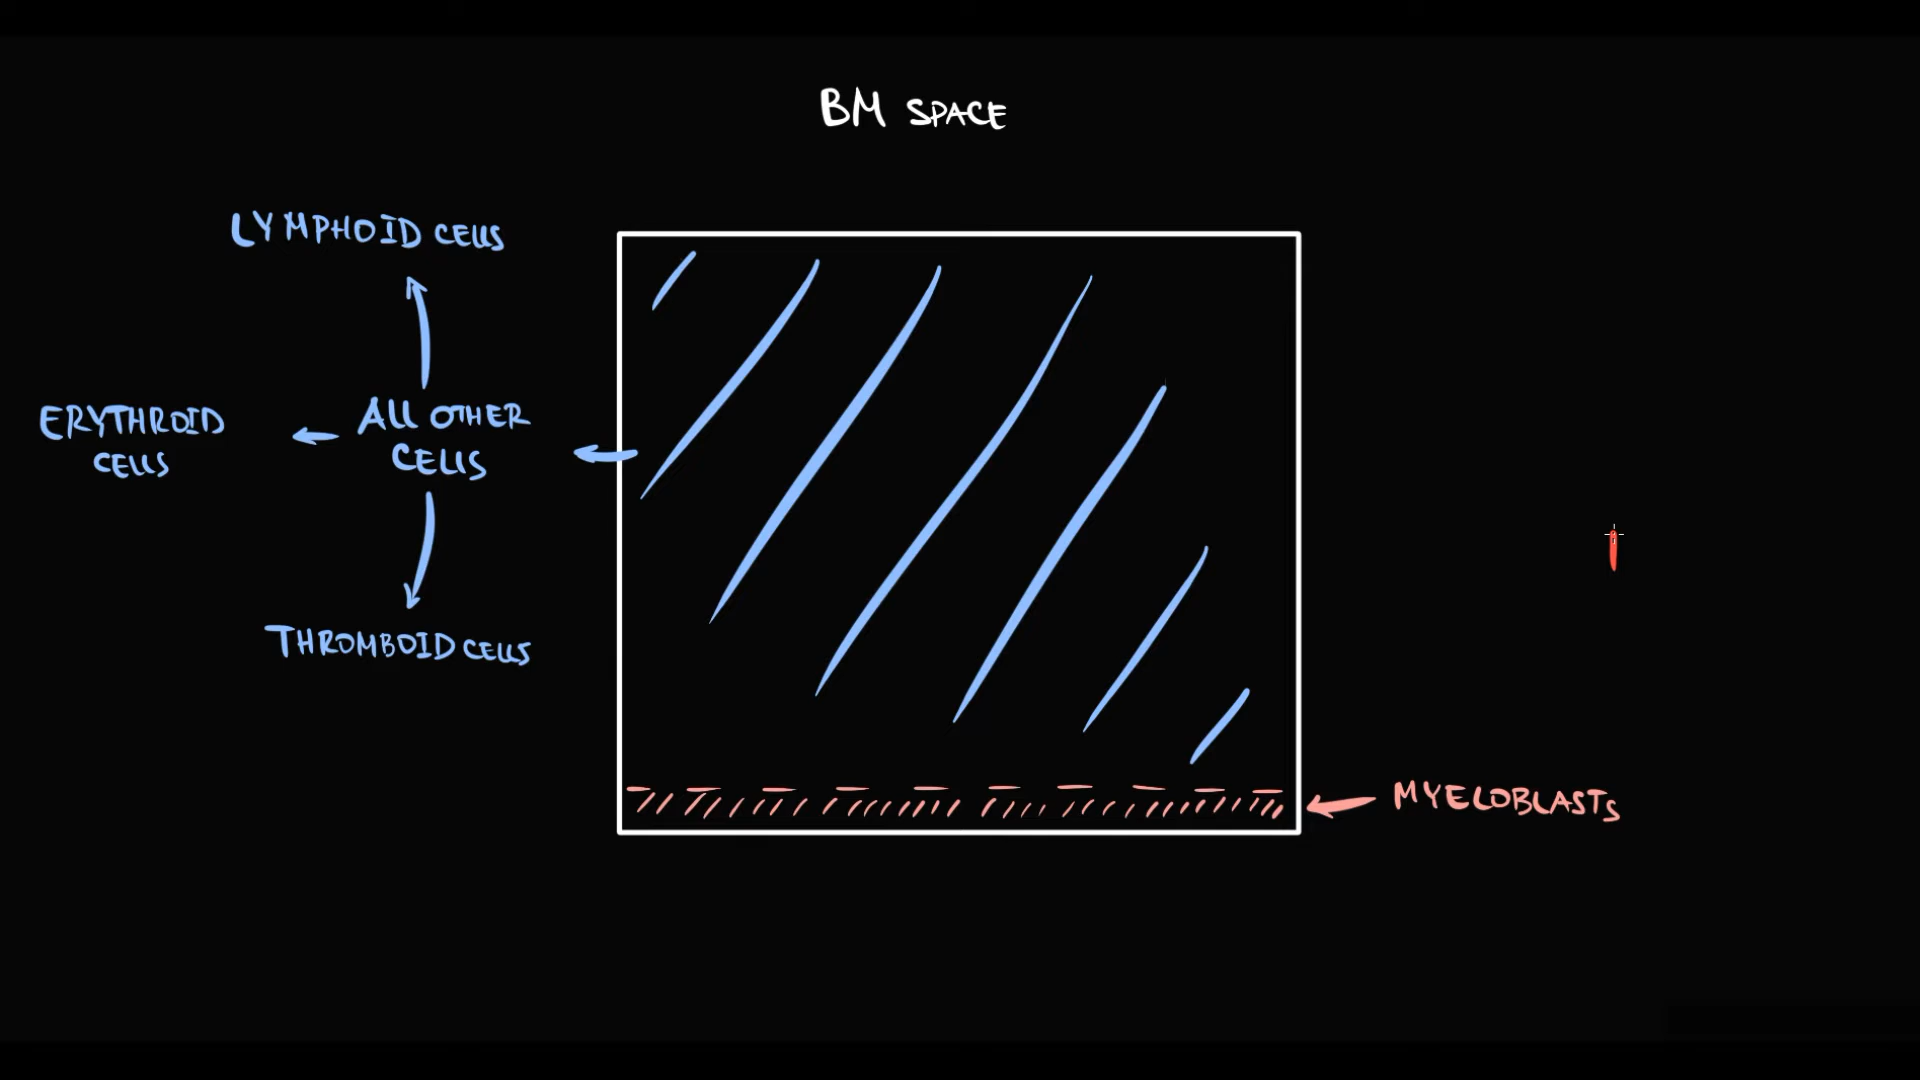 BM SPACE
LYMPHOID CELLS
ERYTHROID
CELLS
ALL OTHER
CELLS
THROMBOID CELLS
MYELOBLASTS